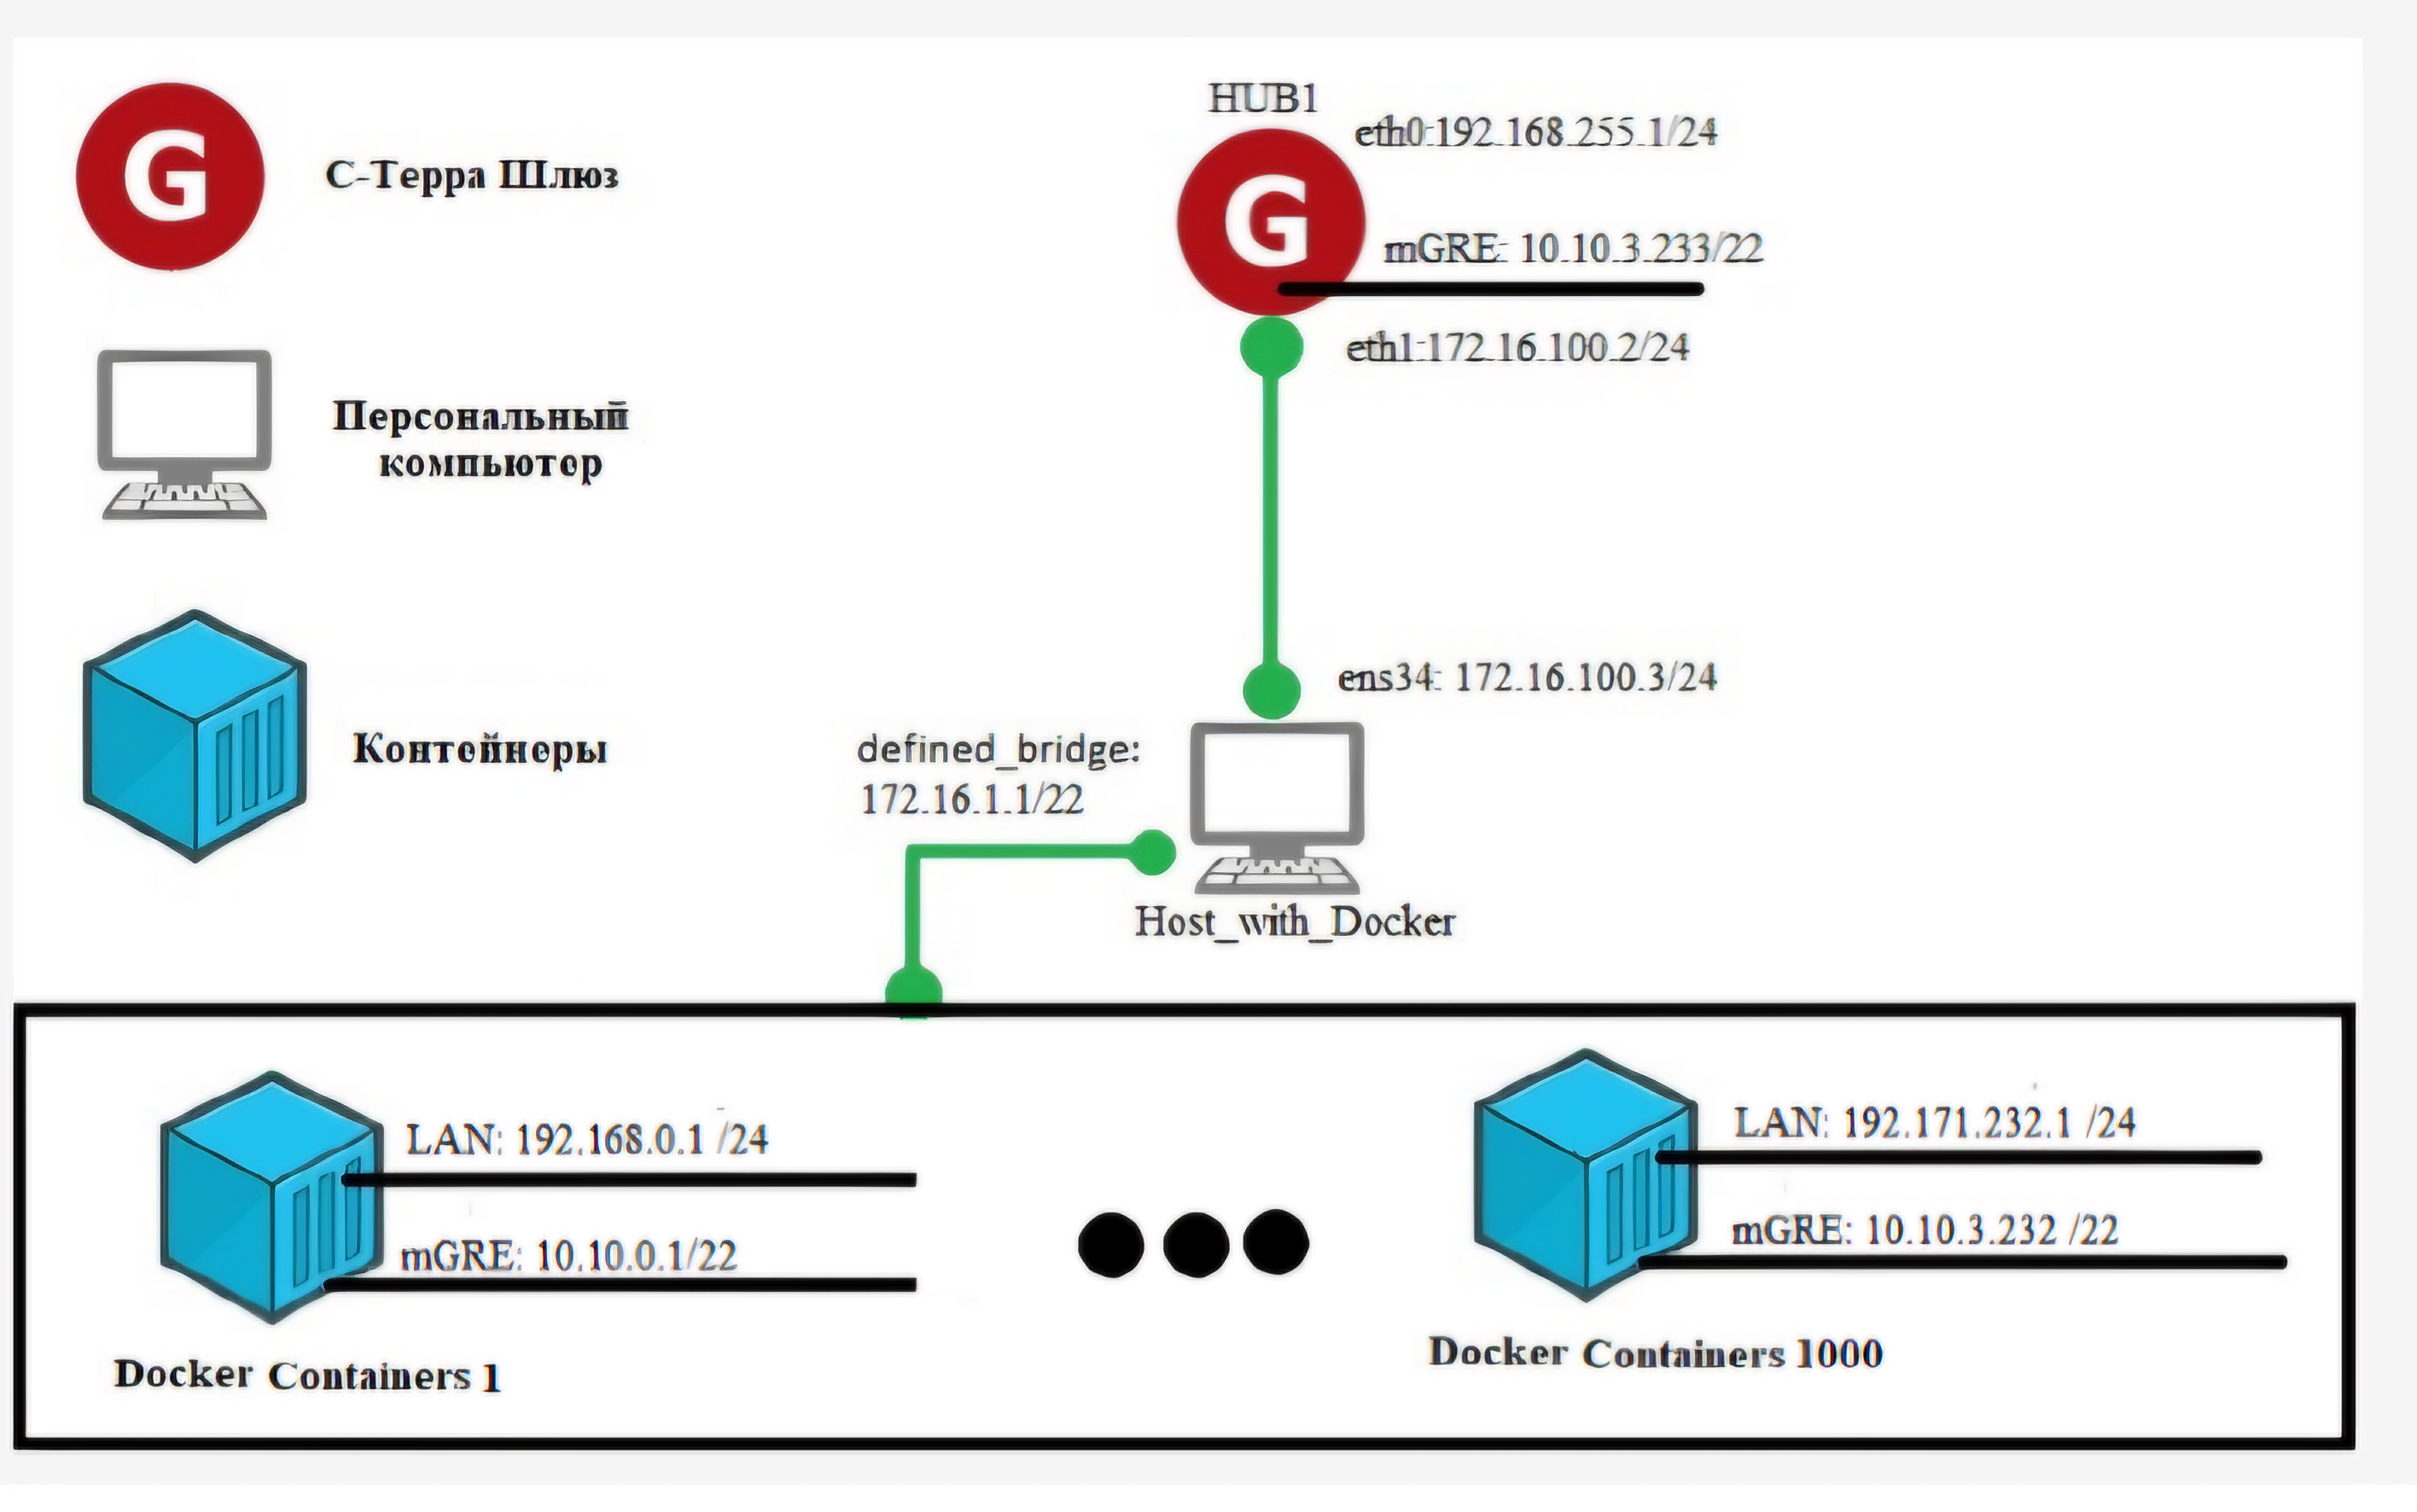 G
С-Терра Шлюз
Персональный
компьютер
Контейнеры
HUB1
G
eth0:192.168.255.1/24
mGRE: 10.10.3.233/22
eth1:172.16.100.2/24
ens34: 172.16.100.3/24
defined_bridge:
172.16.1.1/22
Host_with_Docker
LAN: 192.168.0.1 /24
mGRE: 10.10.0.1/22
Docker Containers 1
LAN: 192.171.232.1 /24
mGRE: 10.10.3.232 /22
Docker Containers 1000